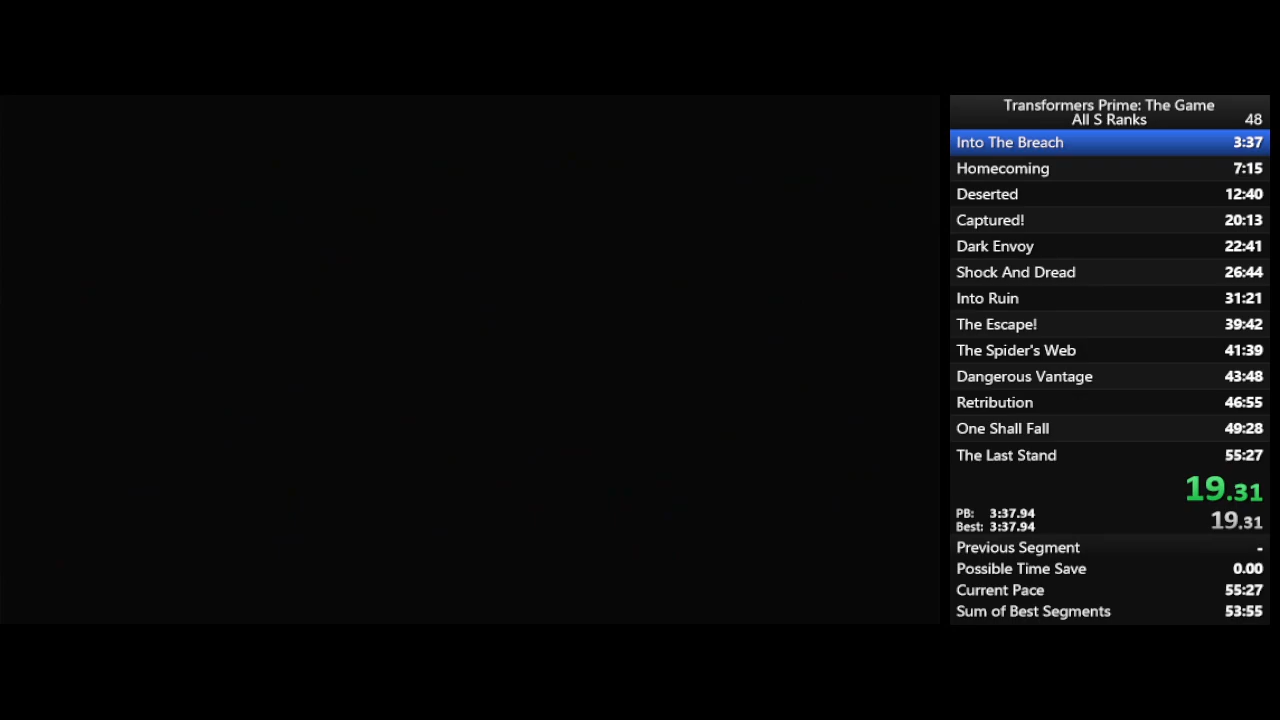 Transformers Prime: The Game
All S Ranks 48
Into The Breach 3:37
Homecoming 7:15
Deserted 12:40
Captured! 20:13
Dark Envoy 22:41
Shock And Dread 26:44
Into Ruin 31:21
The Escape! 39:42
The Spider's Web 41:39
Dangerous Vantage 43:48
Retribution 46:55
One Shall Fall 49:28
The Last Stand 55:27
19.31
PB: 3:37.94
Best: 3:37.94
19.31
Previous Segment -
Possible Time Save 0.00
Current Pace 55:27
Sum of Best Segments 53:55